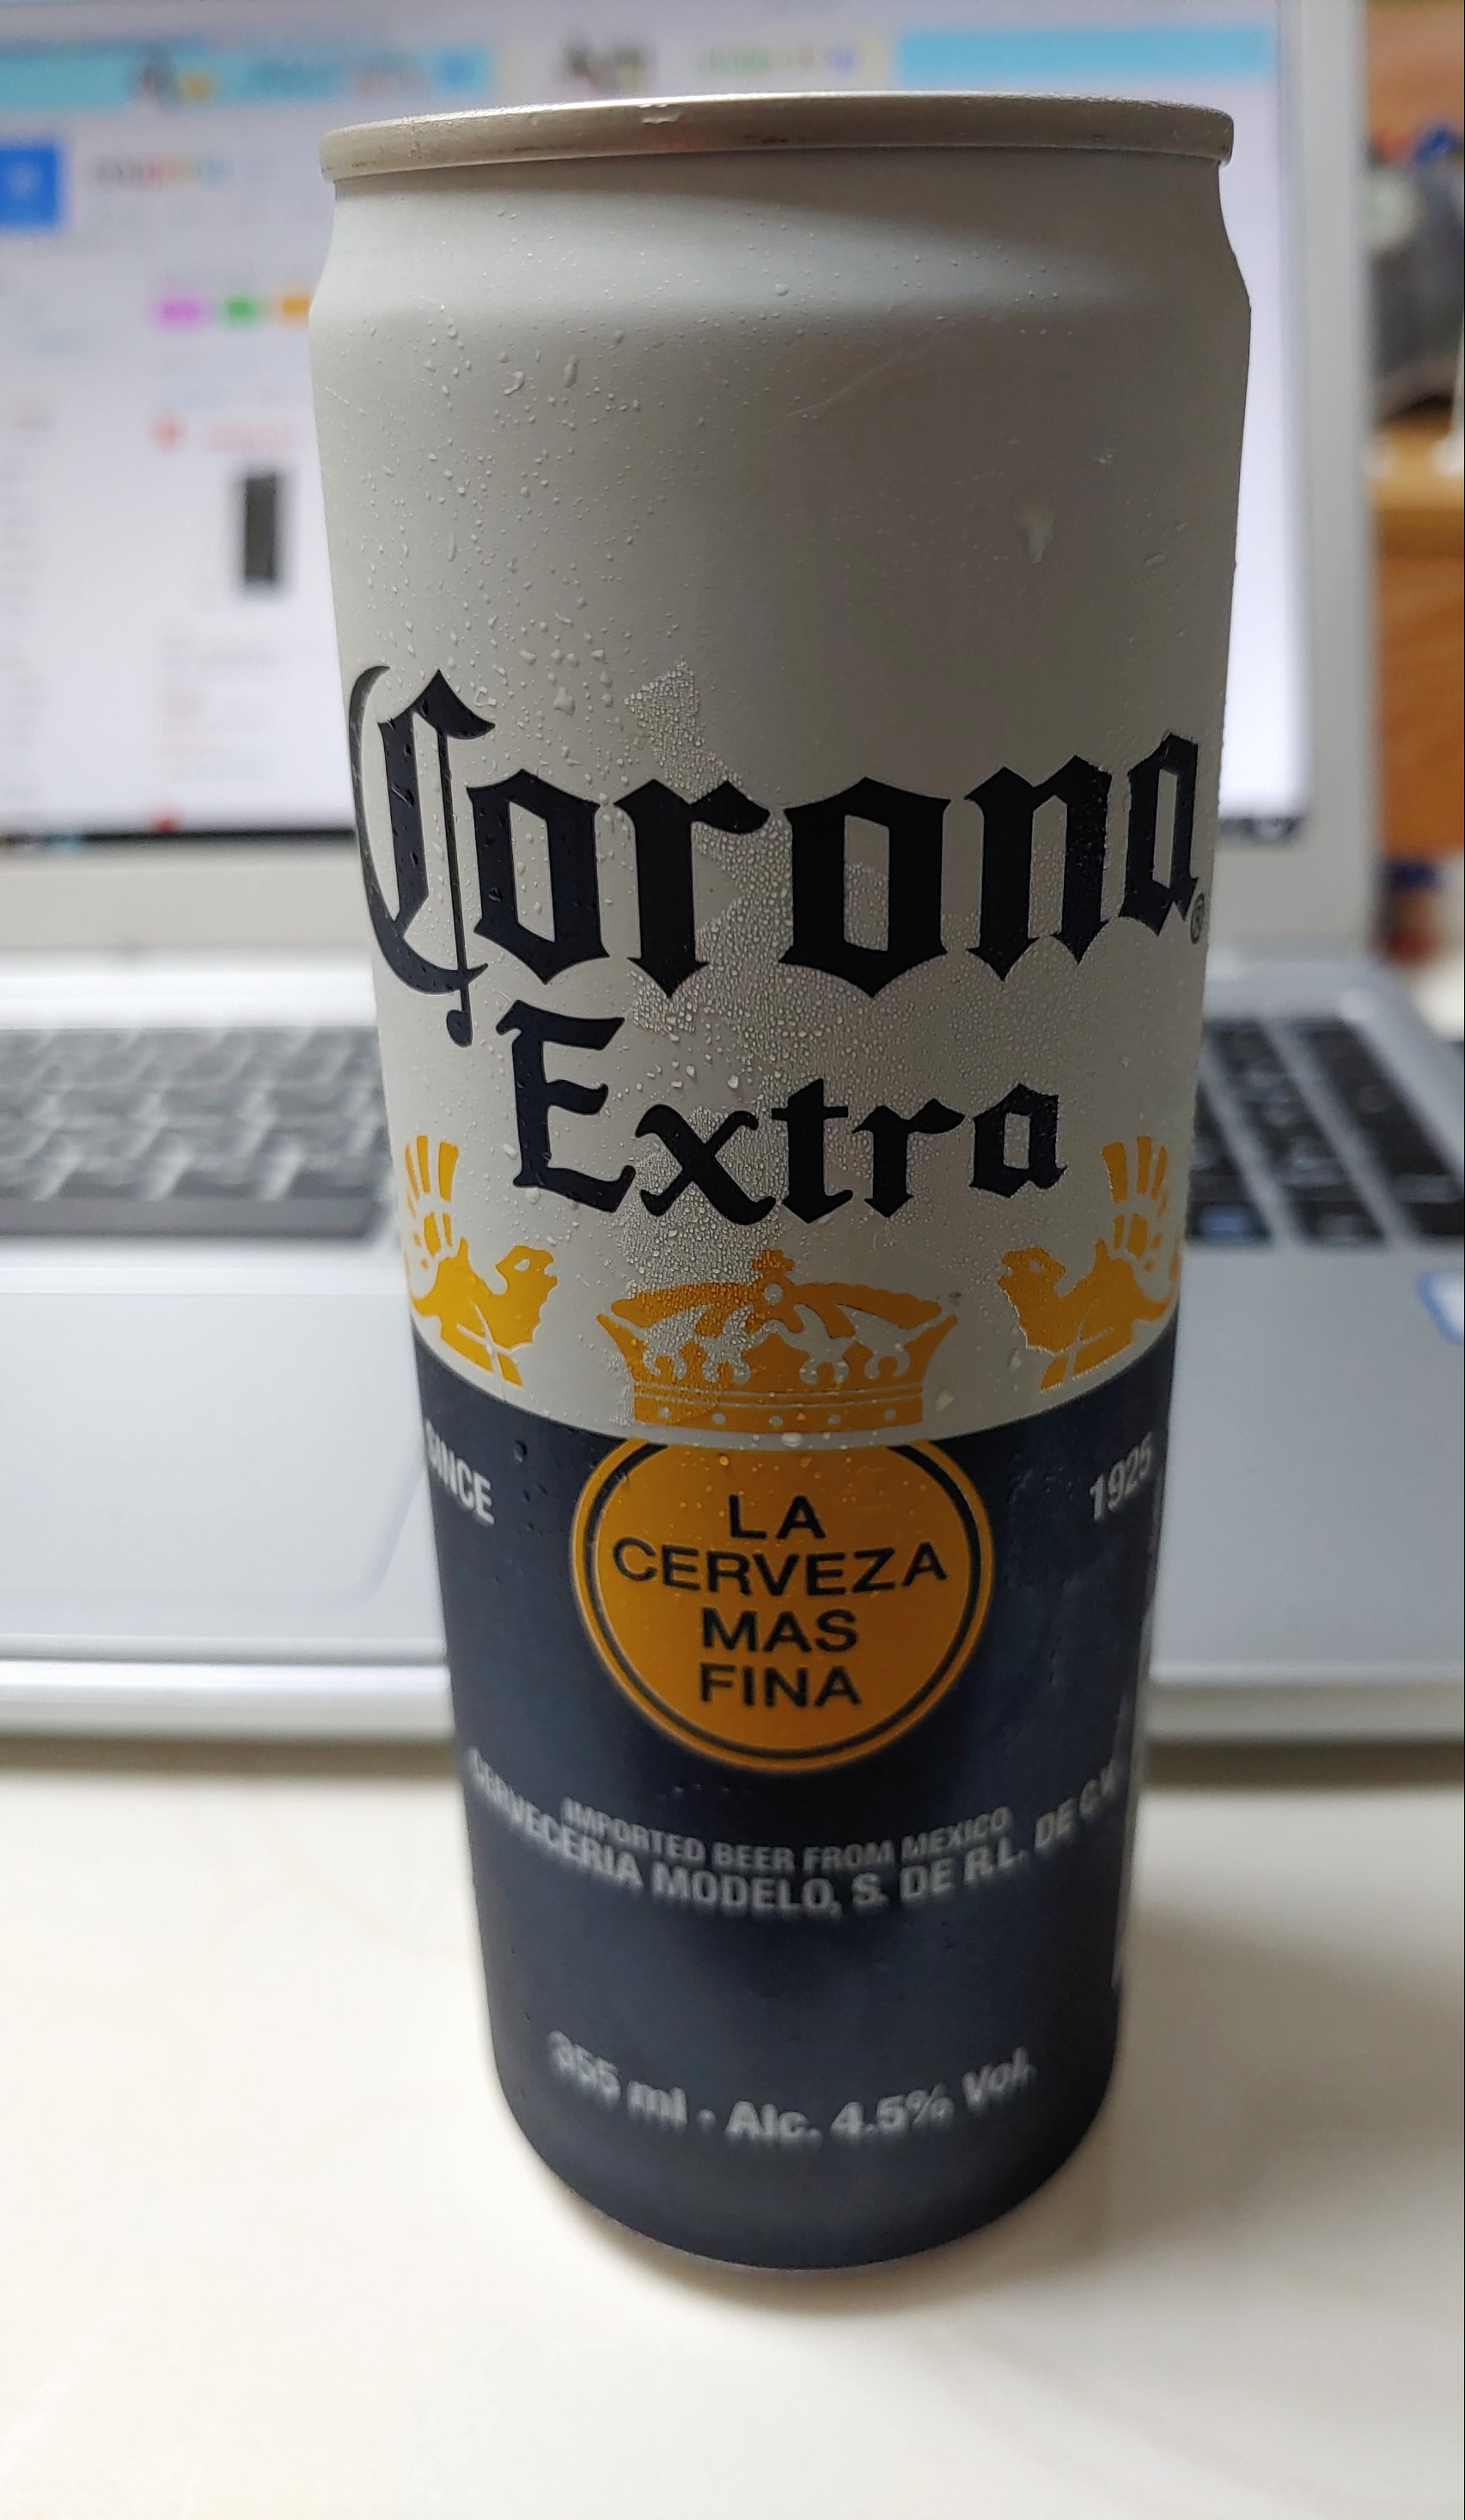 Corona®
Extra
SINCE 1925
LA
CERVEZA
MAS
FINA
IMPORTED BEER FROM MEXICO
CERVECERIA MODELO, S. DE R.L. DE C.V.
355 ml · Alc. 4.5% Vol.